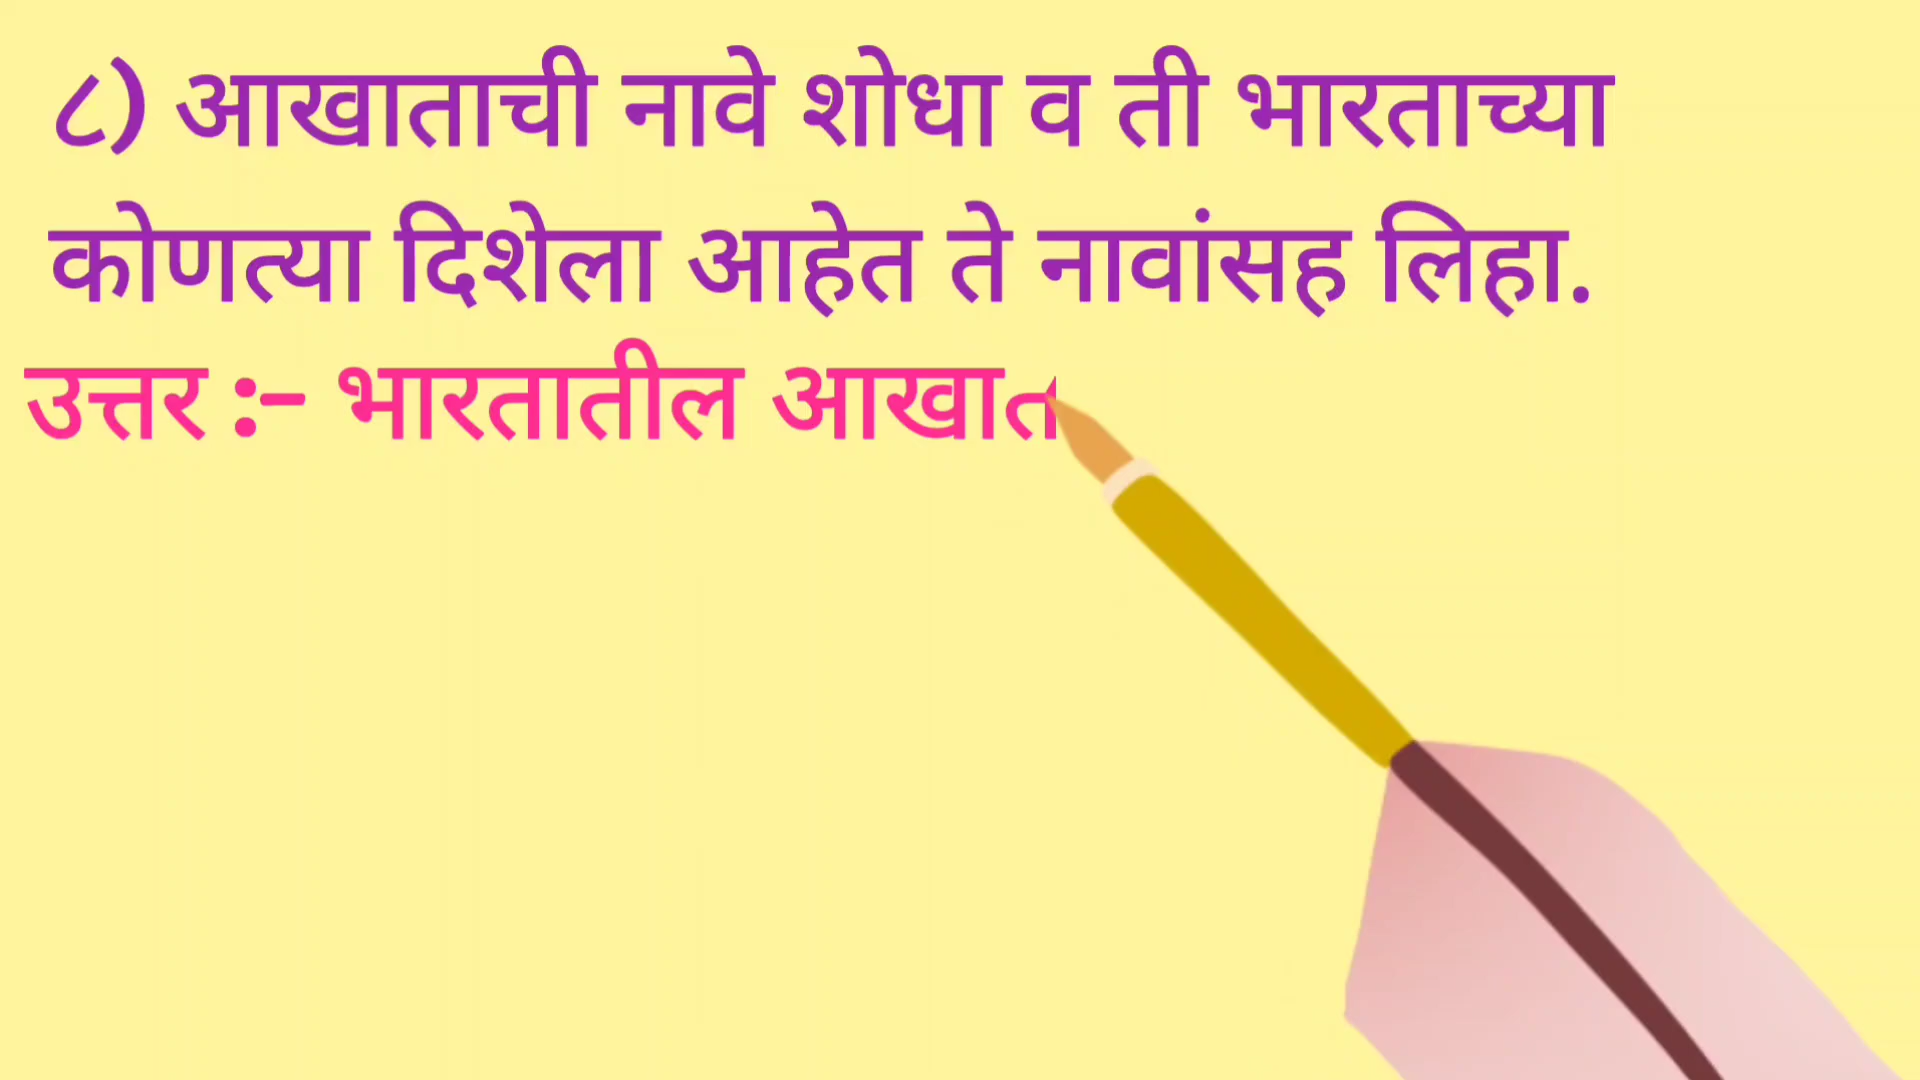 ८) आखाताची नावे शोधा व ती भारताच्या
कोणत्या दिशेला आहेत ते नावांसह लिहा.
उत्तर :- भारतातील आखात